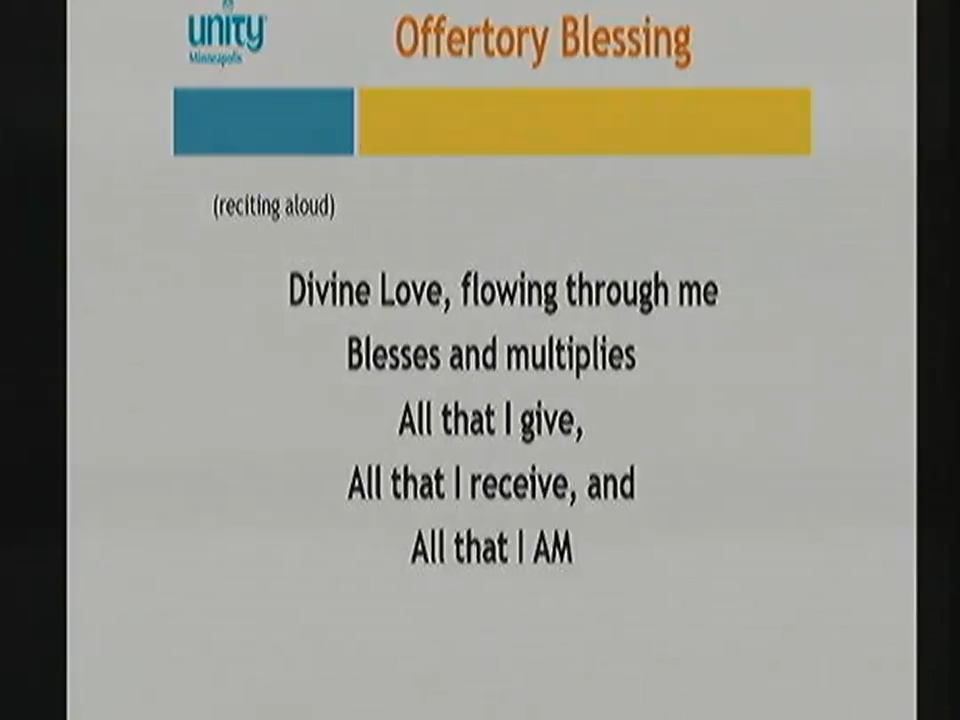 unity
Minneapolis
Offertory Blessing
(reciting aloud)
Divine Love, flowing through me
Blesses and multiplies
All that I give,
All that I receive, and
All that I AM